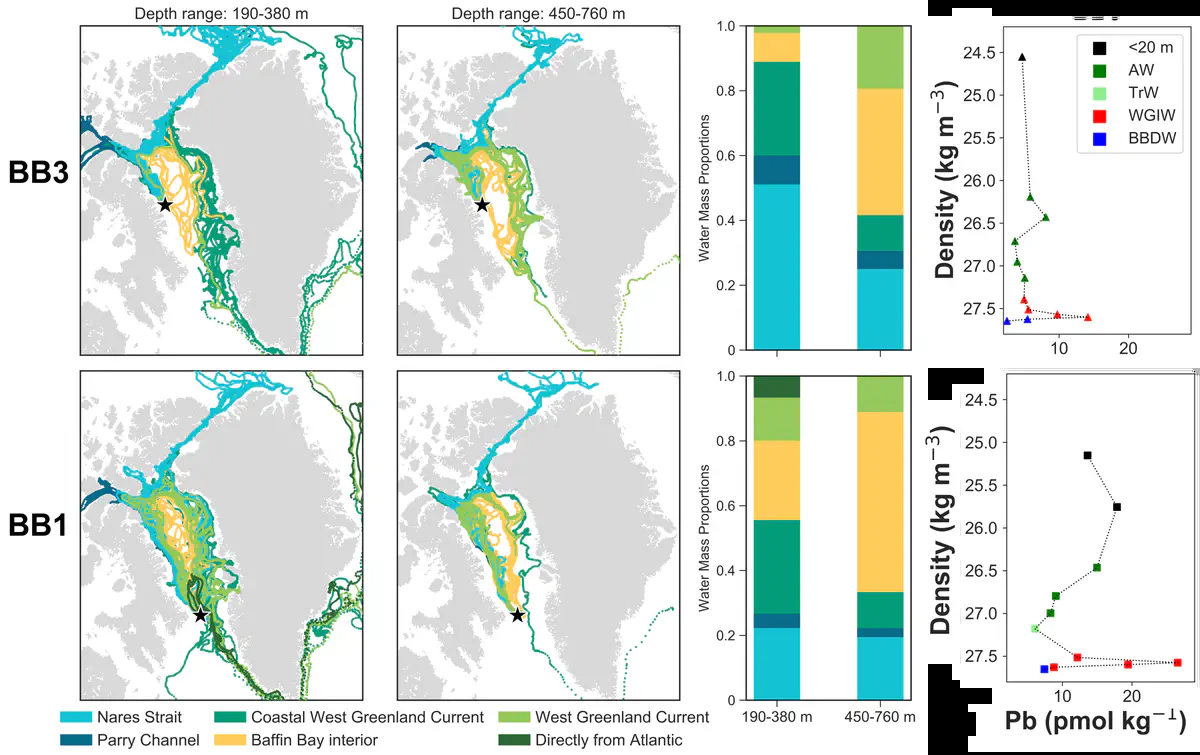 Depth range: 190-380 m
Depth range: 450-760 m
BB3
1.0
0.8
0.6
0.4
0.2
0
Water Mass Proportions
24.5
25.0
25.5
26.0
26.5
27.0
27.5
Density (kg m−3)
<20 m
AW
TrW
WGIW
BBDW
10 20
BB1
1.0
0.8
0.6
0.4
0.2
0
Water Mass Proportions
190-380 m 450-760 m
24.5
25.0
25.5
26.0
26.5
27.0
27.5
Density (kg m−3)
10 20
Pb (pmol kg−1)
Nares Strait Coastal West Greenland Current West Greenland Current
Parry Channel Baffin Bay interior Directly from Atlantic